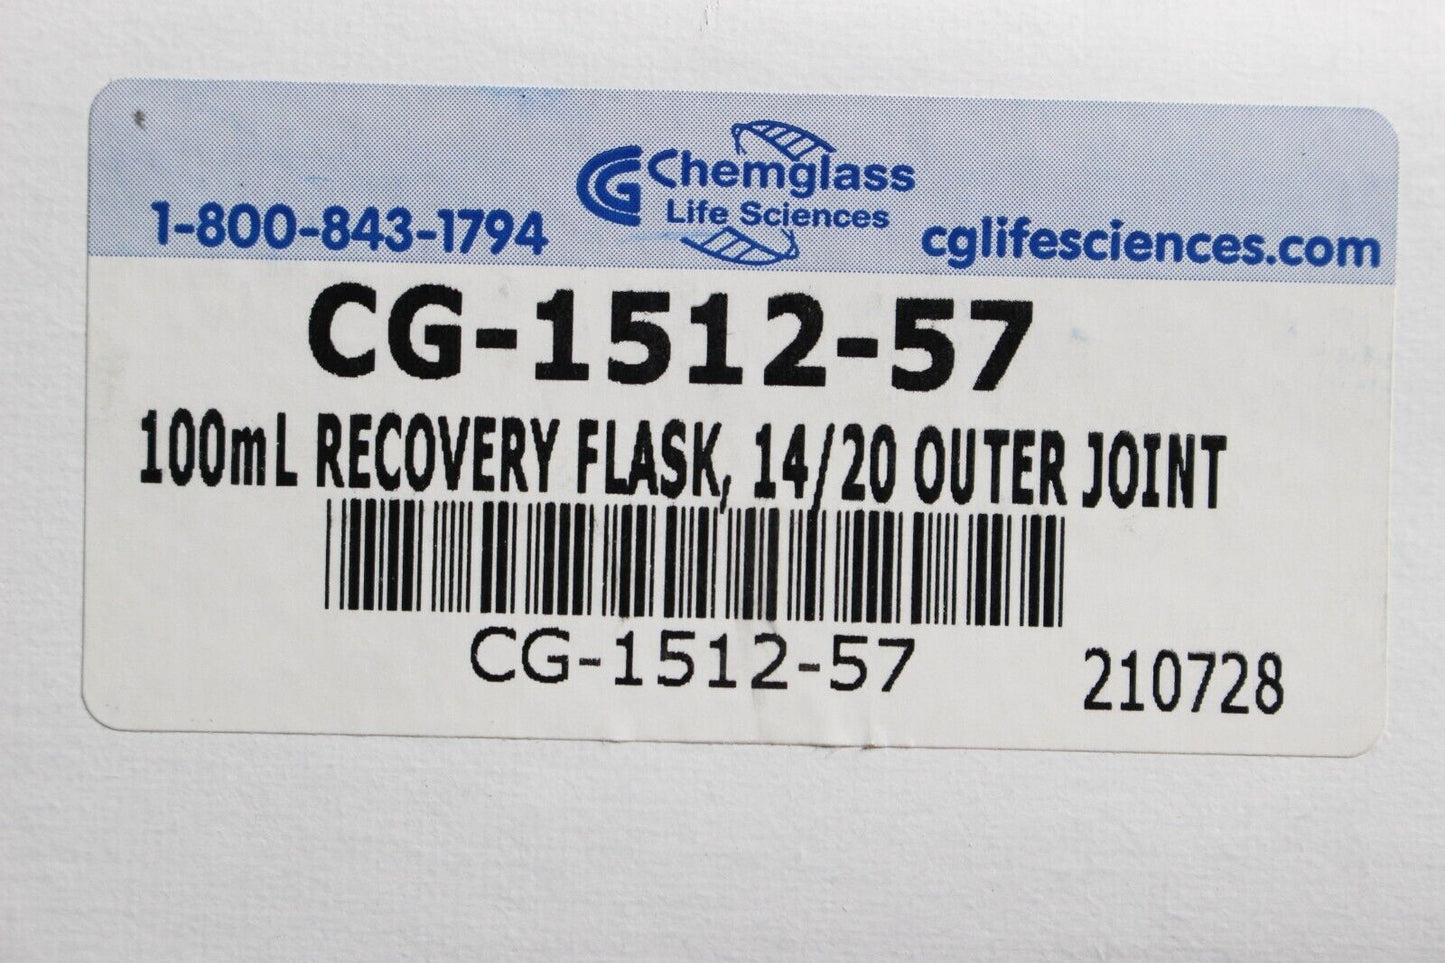 Chemglass
Life Sciences
1-800-843-1794
cglifesciences.com
CG-1512-57
100mL RECOVERY FLASK, 14/20 OUTER JOINT
CG-1512-57
210728